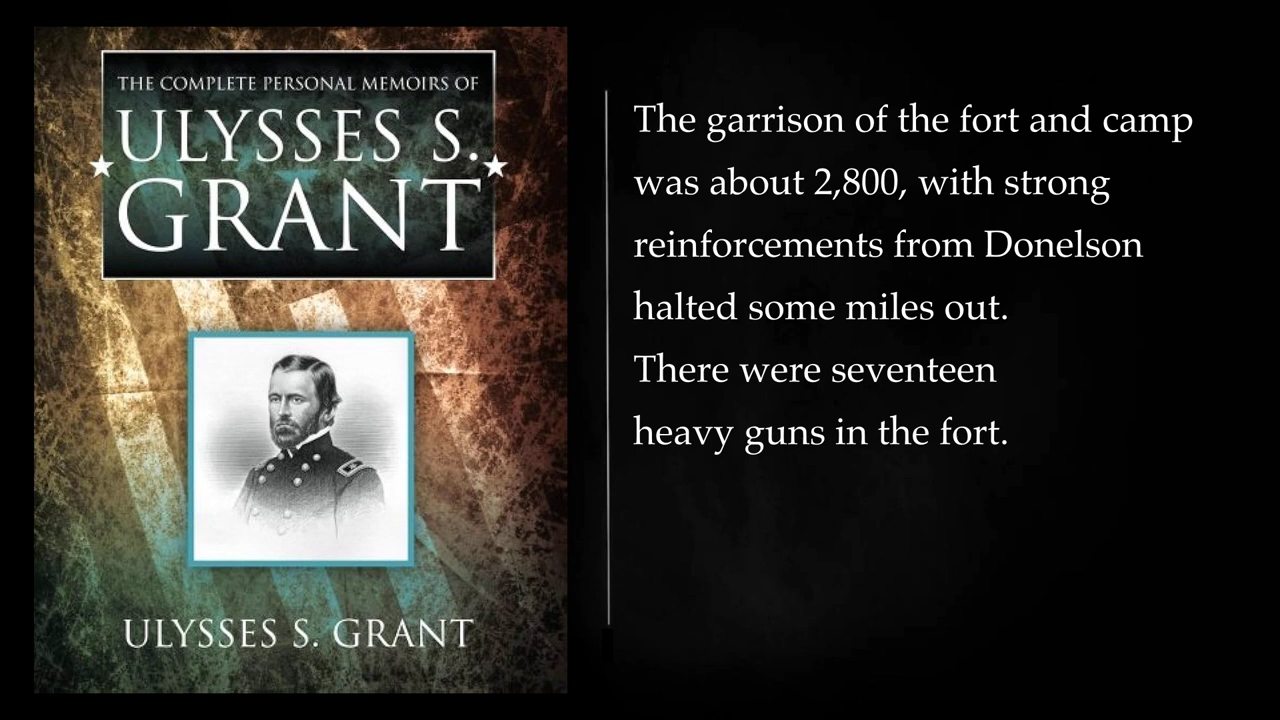 THE COMPLETE PERSONAL MEMOIRS OF
ULYSSES S.
GRANT
ULYSSES S. GRANT
The garrison of the fort and camp
was about 2,800, with strong
reinforcements from Donelson
halted some miles out.
There were seventeen
heavy guns in the fort.